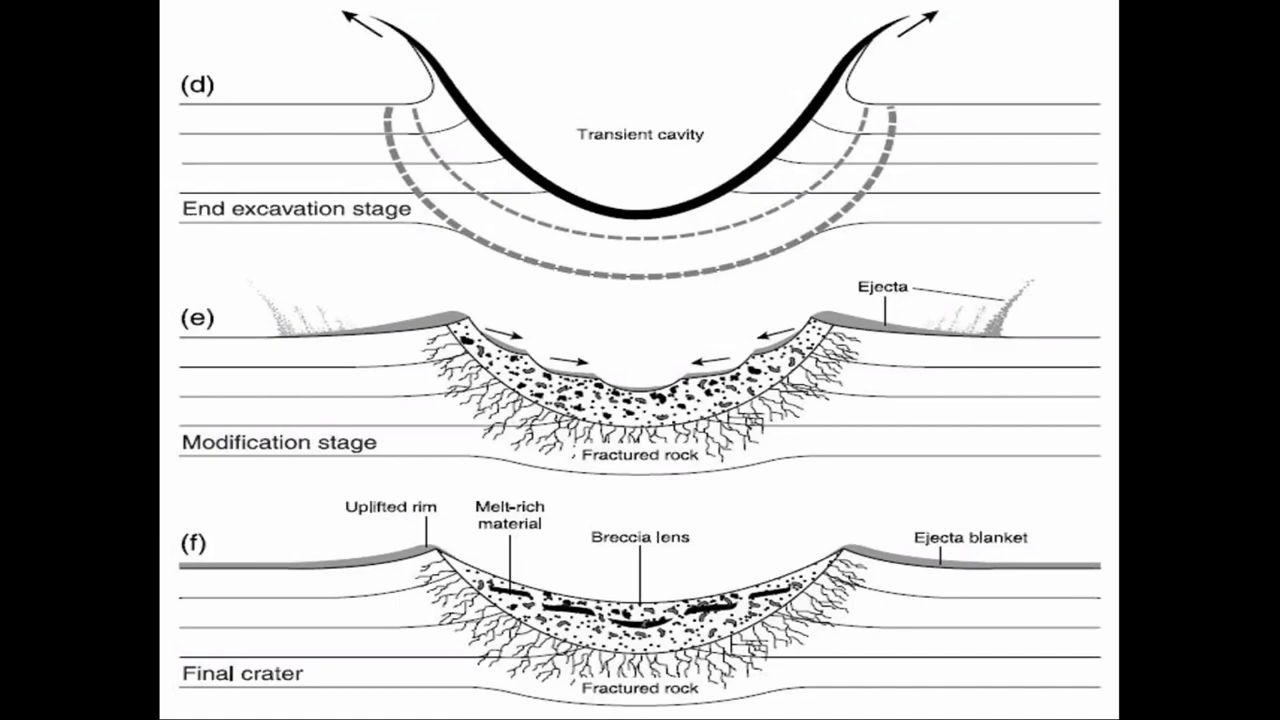 (d)
Transient cavity
End excavation stage
Ejecta
(e)
Modification stage
Fractured rock
Uplifted rim
Melt-rich
material
Breccia lens
(f)
Ejecta blanket
Final crater
Fractured rock